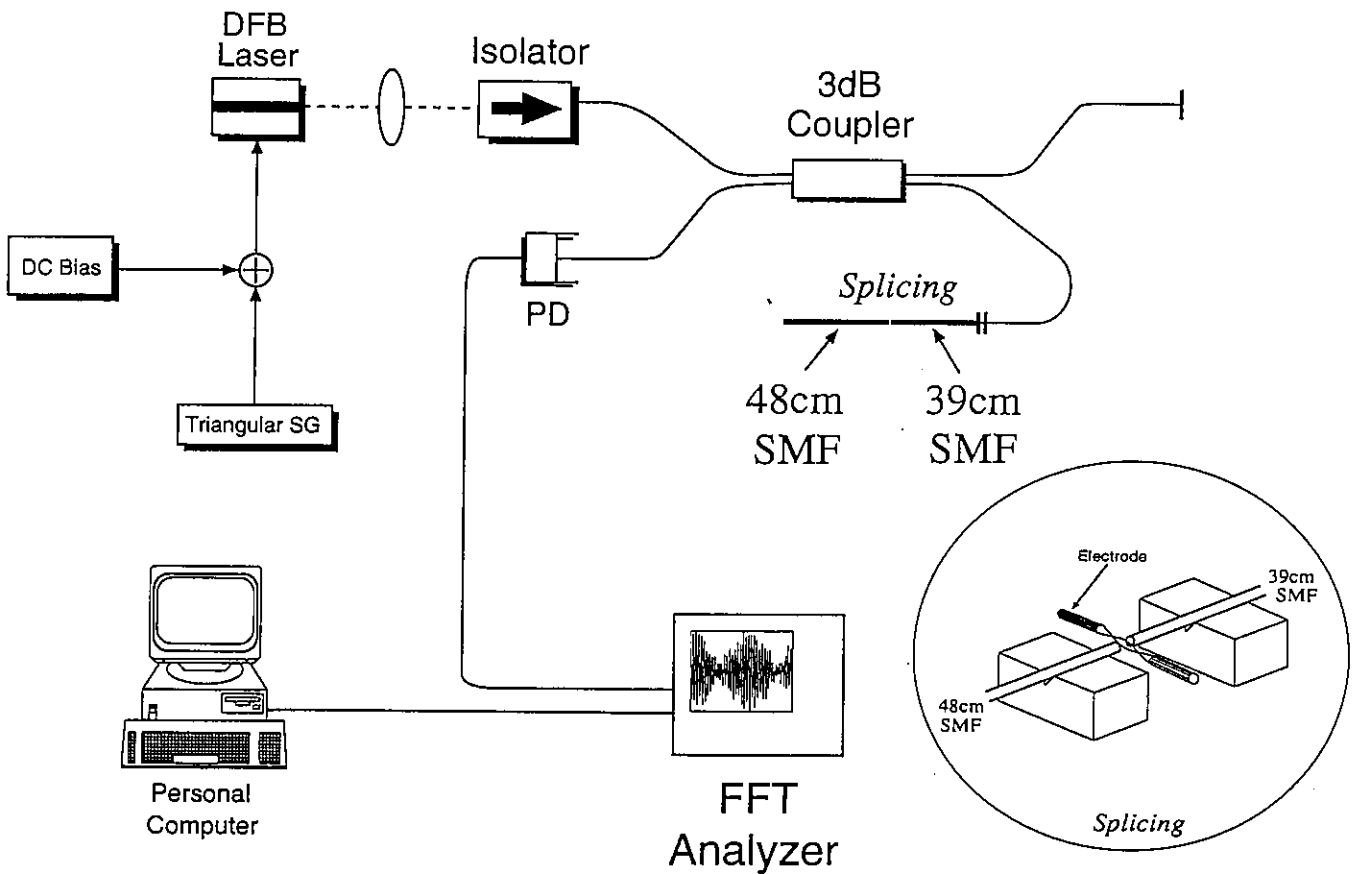 DFB
Laser
Isolator
3dB
Coupler
DC Bias
PD
Splicing
48cm
SMF
39cm
SMF
Triangular SG
Electrode
39cm
SMF
48cm
SMF
Splicing
Personal
Computer
FFT
Analyzer